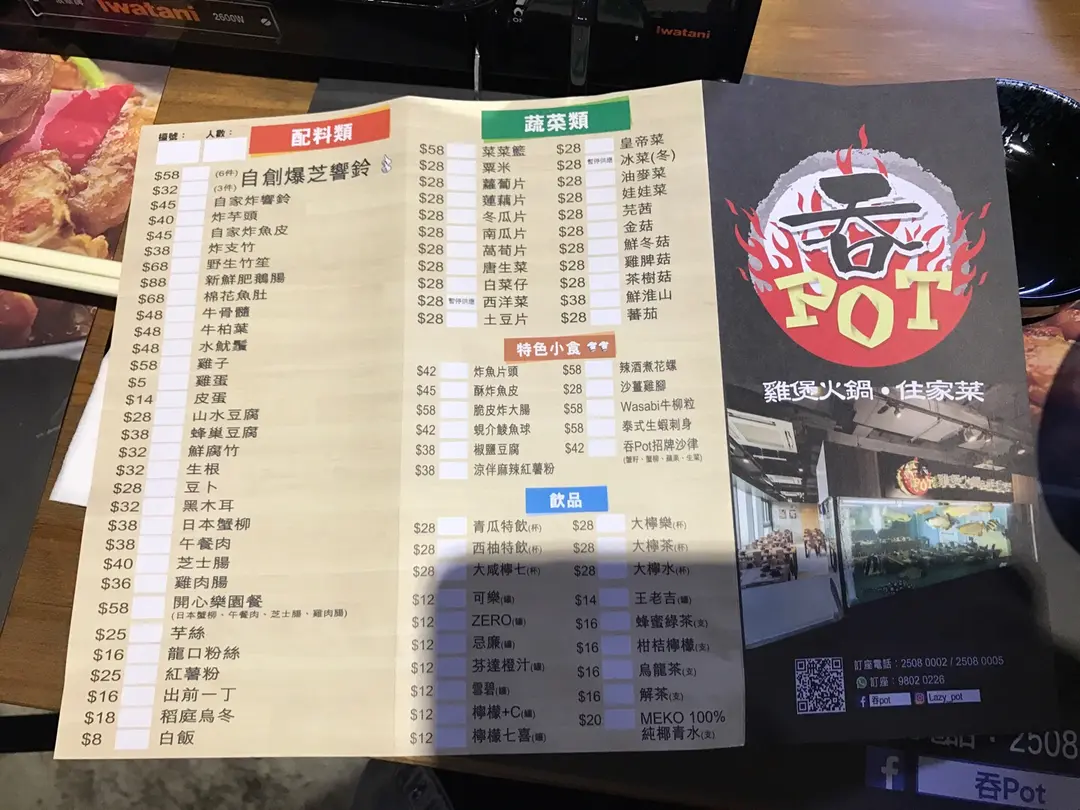 iwatani
2600W
Iwatani
編號：
人數：
配料類
$58 (6件) 自創爆芝響鈴
$32 (3件)
$45 自家炸響鈴
$40 炸芋頭
$45 自家炸魚皮
$38 炸支竹
$68 野生竹笙
$88 新鮮肥鵝腸
$68 棉花魚肚
$48 牛骨髓
$48 牛柏葉
$48 水魷鬚
$58 雞子
$5 雞蛋
$14 皮蛋
$28 山水豆腐
$38 蜂巢豆腐
$32 鮮腐竹
$32 生根
$28 豆卜
$32 黑木耳
$38 日本蟹柳
$38 午餐肉
$40 芝士腸
$36 雞肉腸
$58 開心樂園餐
(日本蟹柳、午餐肉、芝士腸、雞肉腸)
$25 芋絲
$16 龍口粉絲
$25 紅薯粉
$16 出前一丁
$18 稻庭烏冬
$8 白飯
蔬菜類
$58 菜菜籃
$28 粟米
$28 蘿蔔片
$28 蓮藕片
$28 冬瓜片
$28 南瓜片
$28 萵荀片
$28 唐生菜
$28 白菜仔
$28 暫停供應 西洋菜
$28 土豆片
$28 皇帝菜
$28 暫停供應 冰菜(冬)
$28 油麥菜
$28 娃娃菜
$28 芫茜
$28 金菇
$28 鮮冬菇
$28 雞脾菇
$28 茶樹菇
$38 鮮淮山
$28 蕃茄
特色小食
$42 炸魚片頭
$45 酥炸魚皮
$58 脆皮炸大腸
$42 蜆介鯪魚球
$38 椒鹽豆腐
$38 涼伴麻辣紅薯粉
$58 辣酒煮花螺
$28 沙薑雞腳
$58 Wasabi牛柳粒
$58 泰式生蝦刺身
$42 吞Pot招牌沙律
(蟹籽、蟹柳、蘋果、生菜)
飲品
$28 青瓜特飲(杯)
$28 西柚特飲(杯)
$28 大咸檸七(杯)
$12 可樂(罐)
$12 ZERO(罐)
$12 忌廉(罐)
$12 芬達橙汁(罐)
$12 雪碧(罐)
$12 檸檬+C(罐)
$12 檸檬七喜(罐)
$28 大檸樂(杯)
$28 大檸茶(杯)
$28 大檸水(杯)
$14 王老吉(罐)
$16 蜂蜜綠茶(支)
$16 柑桔檸檬(支)
$16 烏龍茶(支)
$16 解茶(支)
$20 MEKO 100%
純椰青水(支)
吞
POT
雞煲火鍋・住家菜
POT
訂座電話：2508 0002 / 2508 0005
訂座：9802 0226
吞pot
Lazy_pot
2508
吞Pot